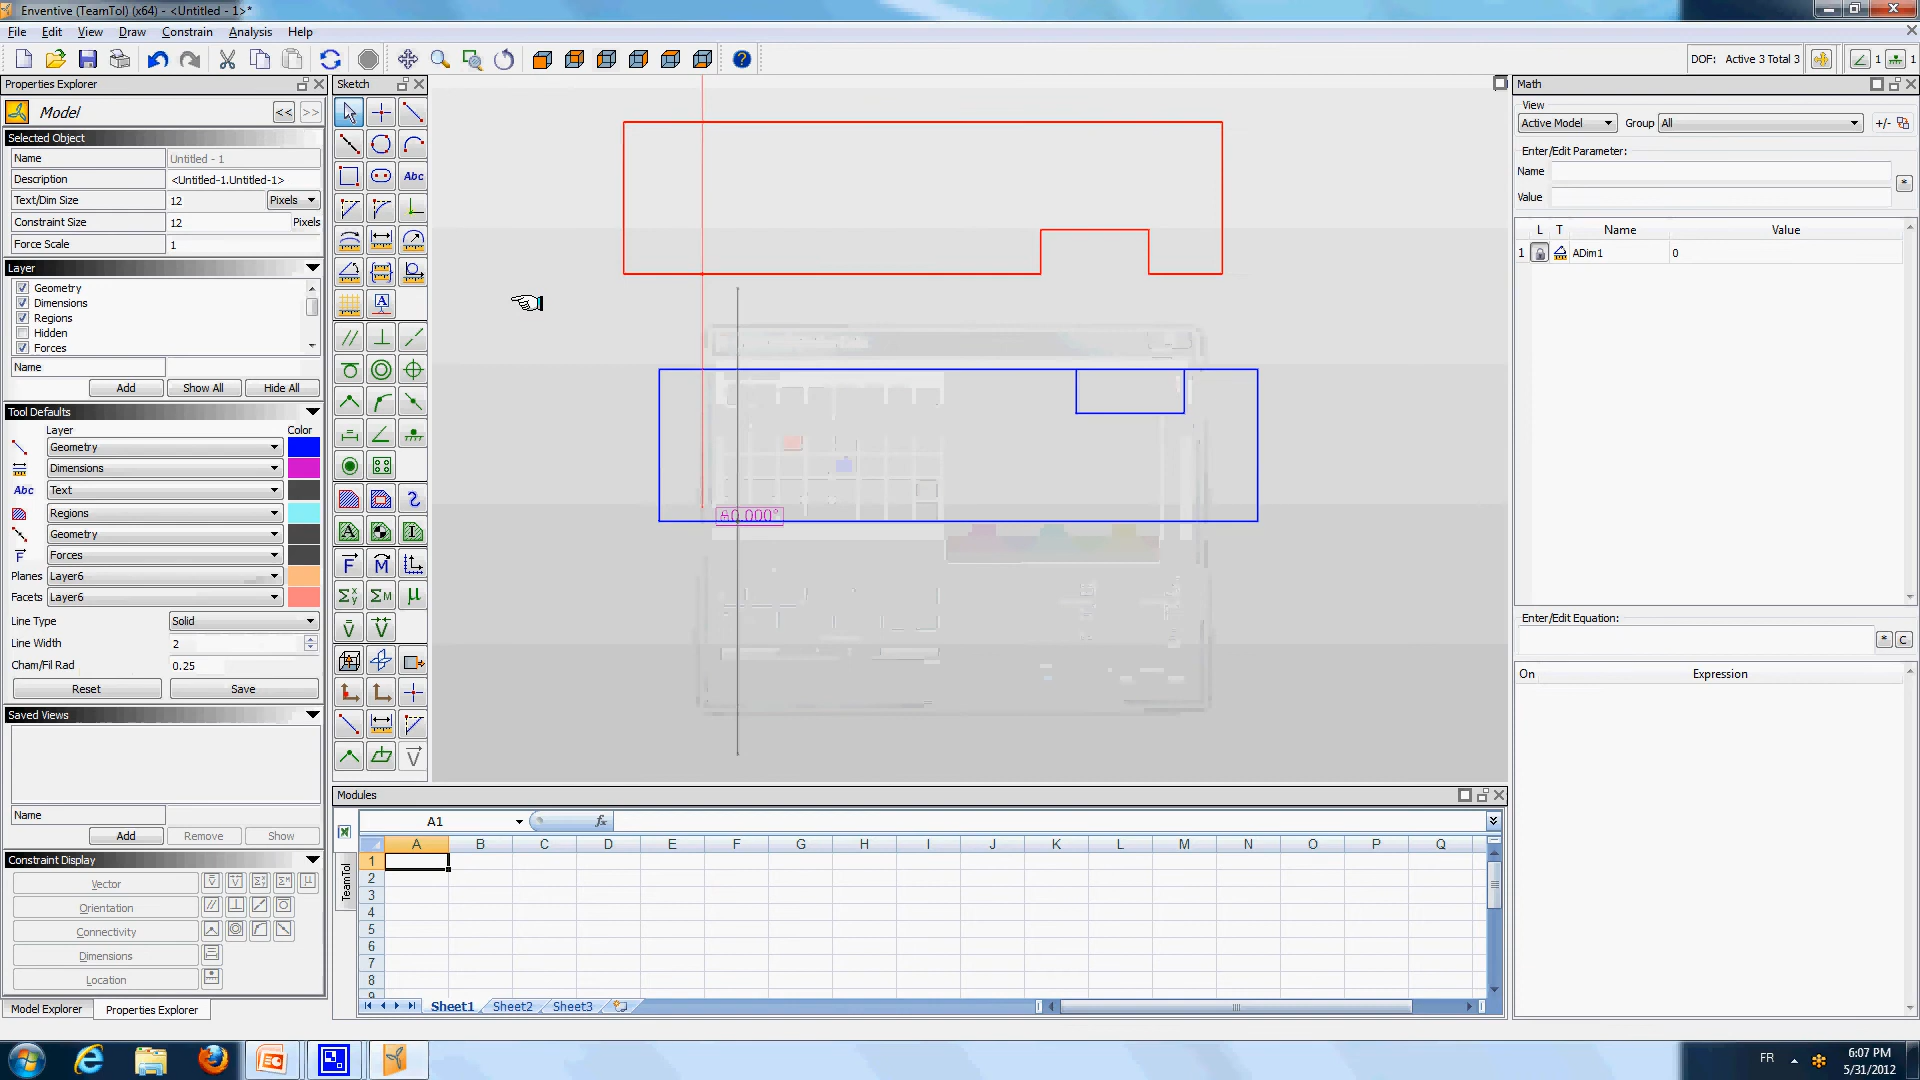 Enventive (TeamTol) (x64) - <Untitled - 1>*
File Edit View Draw Constrain Analysis Help
DOF: Active 3 Total 3 1 1
Properties Explorer
Model << >>
Selected Object
Name Untitled - 1
Description <Untitled-1.Untitled-1>
Text/Dim Size 12 Pixels
Constraint Size 12 Pixels
Force Scale 1
Layer
Geometry
Dimensions
Regions
Hidden
Forces
Name
Add Show All Hide All
Tool Defaults
Layer Color
Geometry
Dimensions
Abc Text
Regions
Geometry
F Forces
Planes Layer6
Facets Layer6
Line Type Solid
Line Width 2
Cham/Fil Rad 0.25
Reset Save
Saved Views
Name
Add Remove Show
Constraint Display
Vector
Orientation
Connectivity
Dimensions
Location
Model Explorer Properties Explorer
Sketch
Abc
A
A I
F M
Σxy ΣM μ
V V
V
Math
View
Active Model Group All +/-
Enter/Edit Parameter:
Name
Value *
L T Name Value
1 ADim1 0
Enter/Edit Equation:
* C
On Expression
Modules
A1 fx
TeamTol
A B C D E F G H I J K L M N O P Q
1
2
3
4
5
6
7
8
9
Sheet1 Sheet2 Sheet3
FR 6:07 PM
5/31/2012